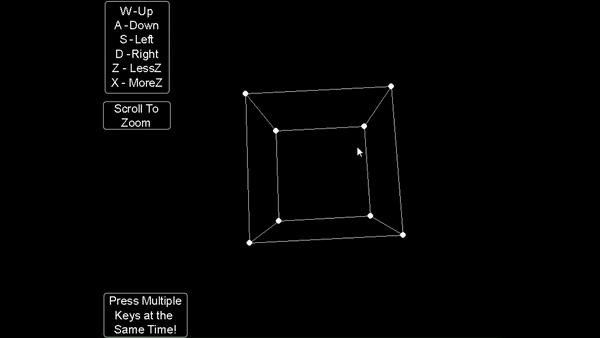 W-Up
A -Down
S -Left
D -Right
Z - LessZ
X - MoreZ
Scroll To
Zoom
Press Multiple
Keys at the
Same Time!